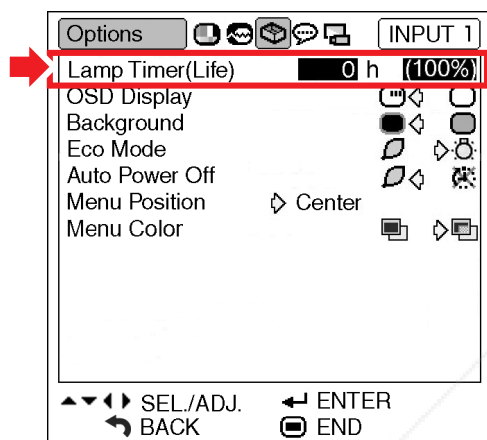 Options INPUT 1
Lamp Timer(Life) 0 h (100%)
OSD Display
Background
Eco Mode
Auto Power Off
Menu Position Center
Menu Color
SEL./ADJ. ENTER
BACK END